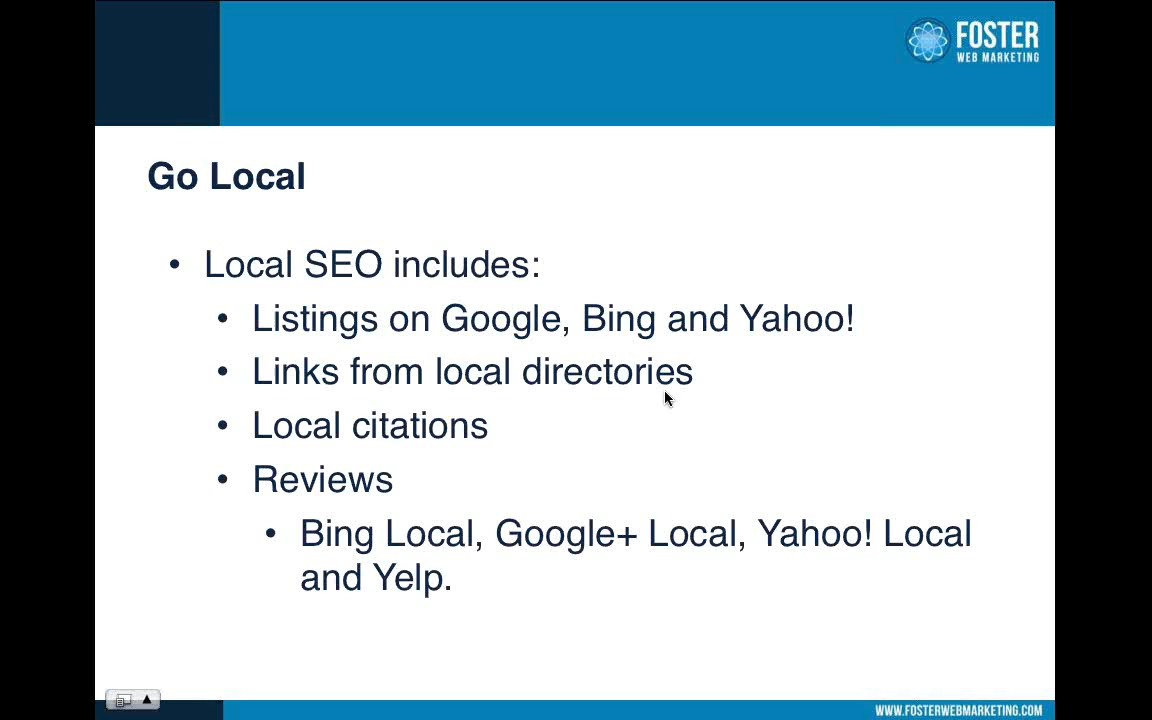 FOSTER
WEB MARKETING
Go Local
• Local SEO includes:
• Listings on Google, Bing and Yahoo!
• Links from local directories
• Local citations
• Reviews
• Bing Local, Google+ Local, Yahoo! Local
and Yelp.
WWW.FOSTERWEBMARKETING.COM